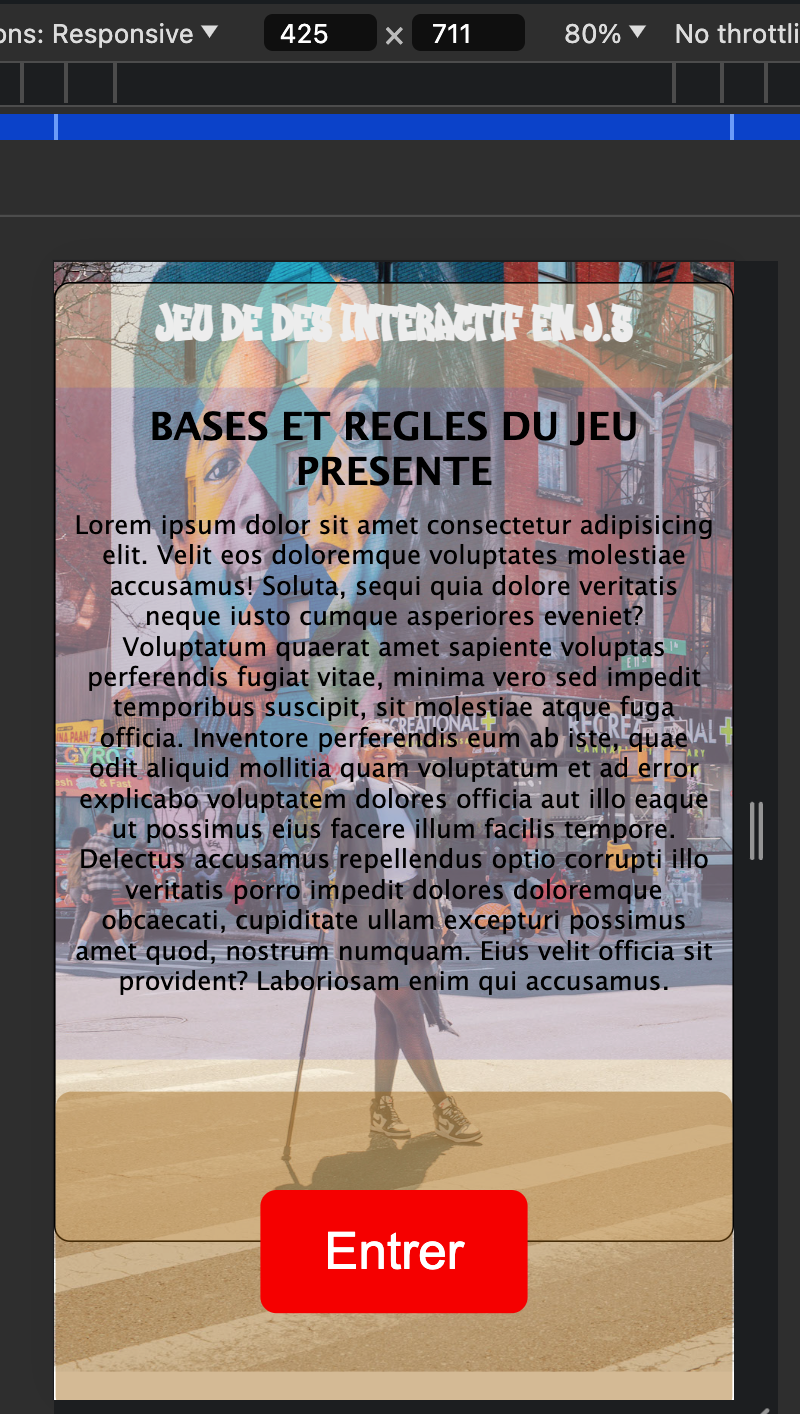 ons: Responsive ▼ 425 × 711 80% ▼ No throttli
JEU DE DES INTERACTIF EN J.S
BASES ET REGLES DU JEU
PRESENTE
Lorem ipsum dolor sit amet consectetur adipisicing
elit. Velit eos doloremque voluptates molestiae
accusamus! Soluta, sequi quia dolore veritatis
neque iusto cumque asperiores eveniet?
Voluptatum quaerat amet sapiente voluptas
perferendis fugiat vitae, minima vero sed impedit
temporibus suscipit, sit molestiae atque fuga
officia. Inventore perferendis eum ab iste, quae
odit aliquid mollitia quam voluptatum et ad error
explicabo voluptatem dolores officia aut illo eaque
ut possimus eius facere illum facilis tempore.
Delectus accusamus repellendus optio corrupti illo
veritatis porro impedit dolores doloremque
obcaecati, cupiditate ullam excepturi possimus
amet quod, nostrum numquam. Eius velit officia sit
provident? Laboriosam enim qui accusamus.
GYRO
& Fast
Entrer